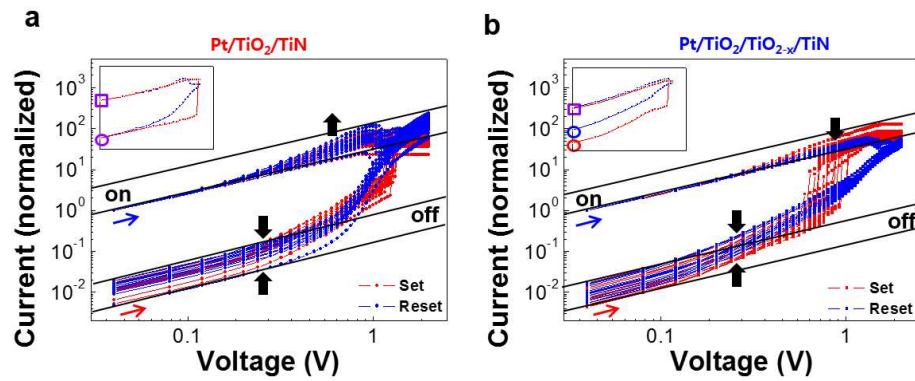 a
Pt/TiO₂/TiN
Current (normalized)
10³
10²
10¹
10⁰
10⁻¹
10⁻²
on
off
Set
Reset
0.1
1
Voltage (V)
b
Pt/TiO₂/TiO₂₋ₓ/TiN
Current (normalized)
10³
10²
10¹
10⁰
10⁻¹
10⁻²
on
off
Set
Reset
0.1
1
Voltage (V)